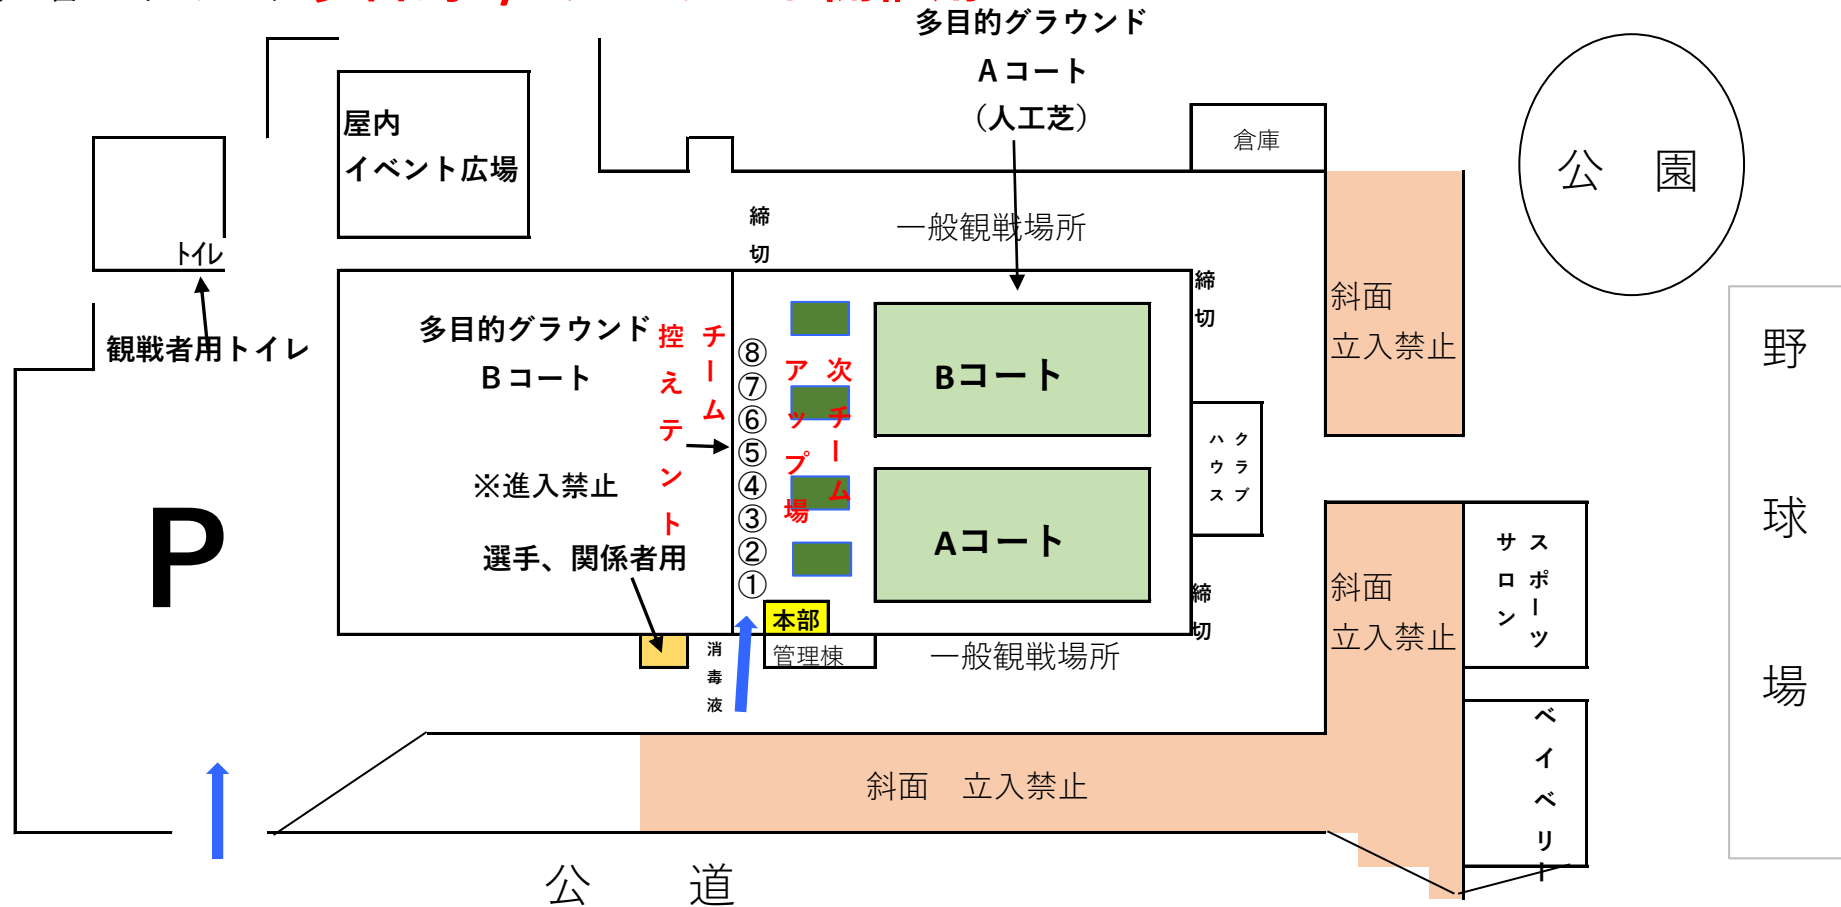 多目的グラウンド
Aコート
（人工芝）
屋内
イベント広場
倉庫
公　園
トイレ
締切
一般観戦場所
観戦者用トイレ
多目的グラウンド
Bコート
チーム
控えテント
⑧
⑦
⑥
⑤
④
③
②
①
次チーム
アップ場
Bコート
締切
斜面
立入禁止
野球場
クラブ
ハウス
※進入禁止
P
Aコート
選手、関係者用
本部
管理棟
消毒液
一般観戦場所
締切
斜面
立入禁止
スポーツ
サロン
ベイベリー
斜面　立入禁止
公　道